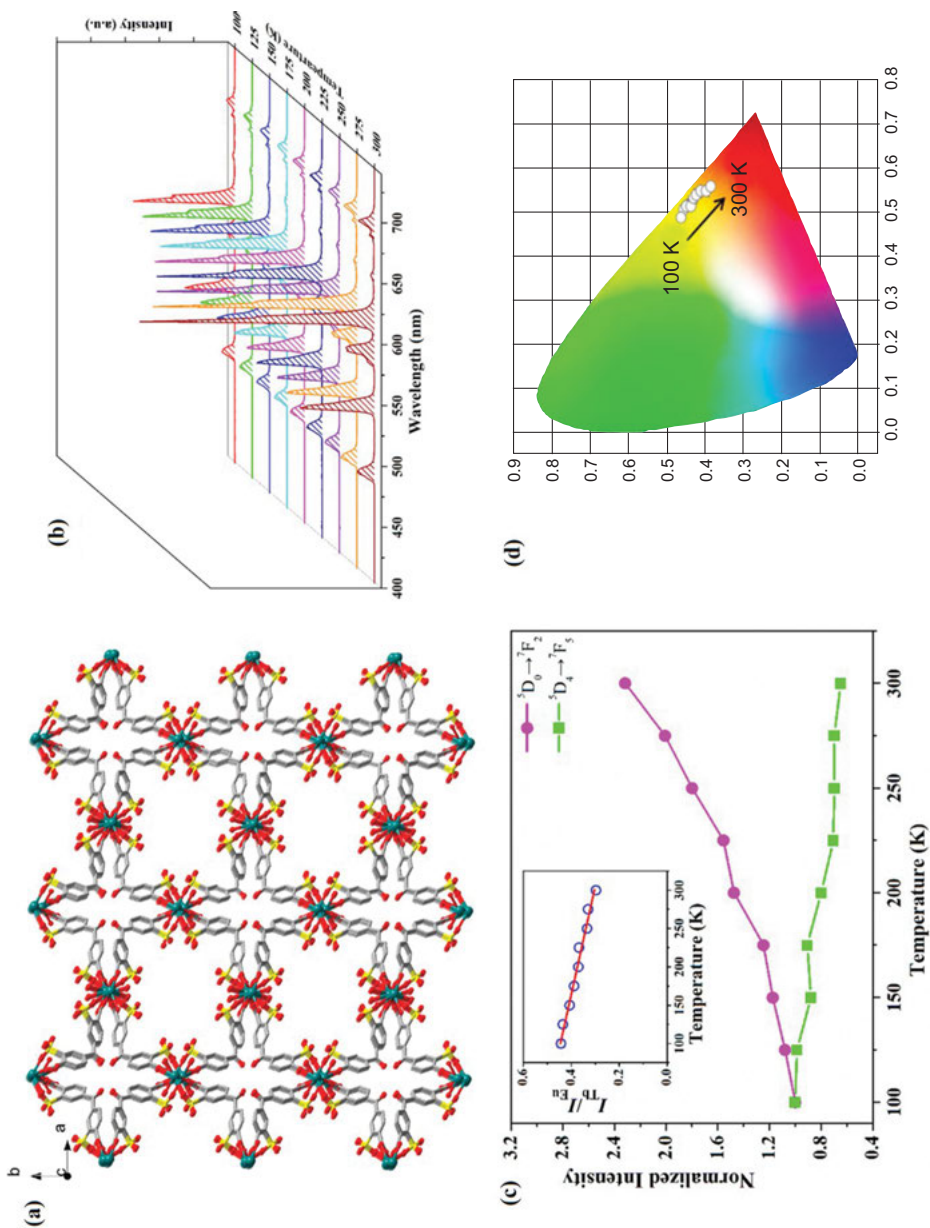 (a)
b
c
a
(b)
Intensity (a.u.)
Tempearture (K)
100
125
150
175
200
225
250
275
300
400
450
500
550
600
650
700
Wavelength (nm)
(c)
3.2
2.8
2.4
2.0
1.6
1.2
0.8
0.4
Normalized Intensity
100
150
200
250
300
Temperature (K)
⁵D₀→⁷F₂
⁵D₄→⁷F₅
0.6
0.4
0.2
0.0
I_Tb/I_Eu
100 150 200 250 300
Temperature (K)
(d)
0.9
0.8
0.7
0.6
0.5
0.4
0.3
0.2
0.1
0.0
0.0 0.1 0.2 0.3 0.4 0.5 0.6 0.7 0.8
100 K
300 K